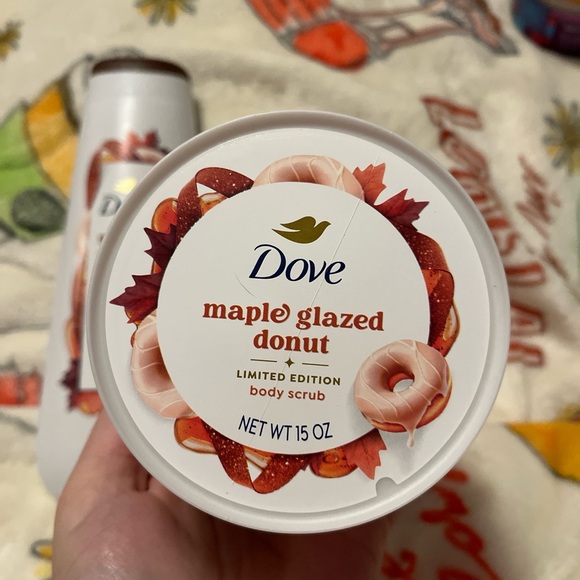 Dove
maple glazed
donut
LIMITED EDITION
body scrub
NET WT 15 OZ